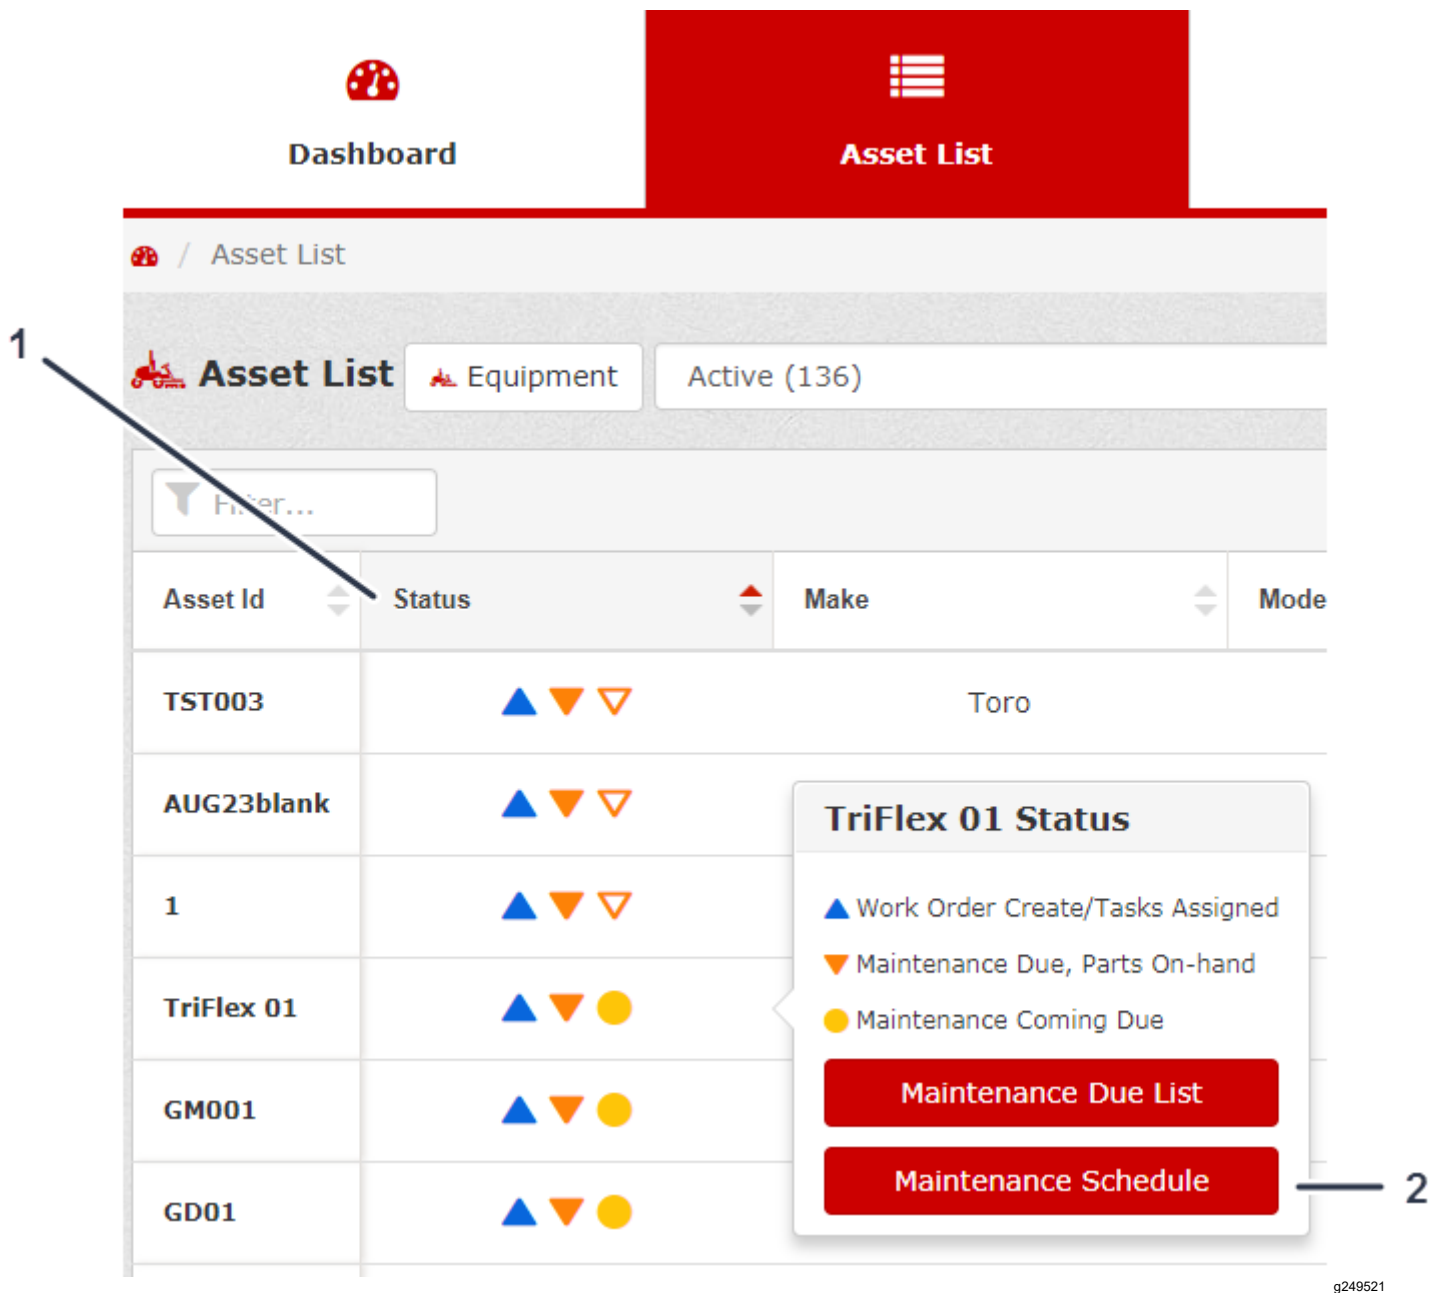 Dashboard
Asset List
/ Asset List
1
Asset List Equipment Active (136)
Filter...
Asset Id Status Make Mode
TST003 Toro
AUG23blank
1
TriFlex 01
GM001
GD01
TriFlex 01 Status
Work Order Create/Tasks Assigned
Maintenance Due, Parts On-hand
Maintenance Coming Due
Maintenance Due List
Maintenance Schedule
2
g249521